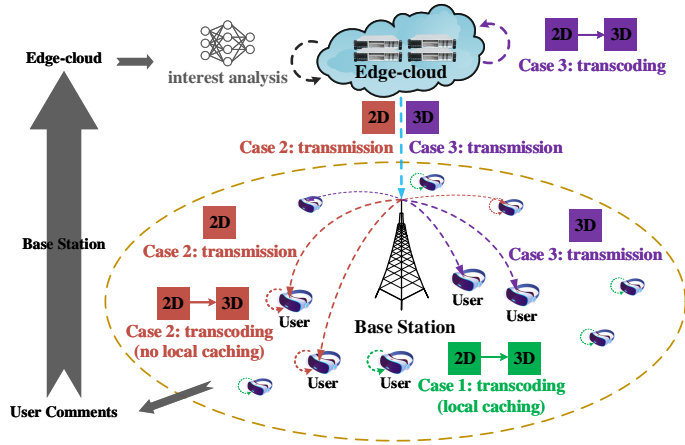 2D
3D
Edge-cloud
interest analysis
Edge-cloud
Case 3: transcoding
2D
3D
Case 2: transmission
Case 3: transmission
2D
3D
Case 2: transmission
Case 3: transmission
Base Station
2D
3D
User
User
User
Case 2: transcoding
(no local caching)
Base Station
2D
3D
User
User
Case 1: transcoding
(local caching)
User Comments